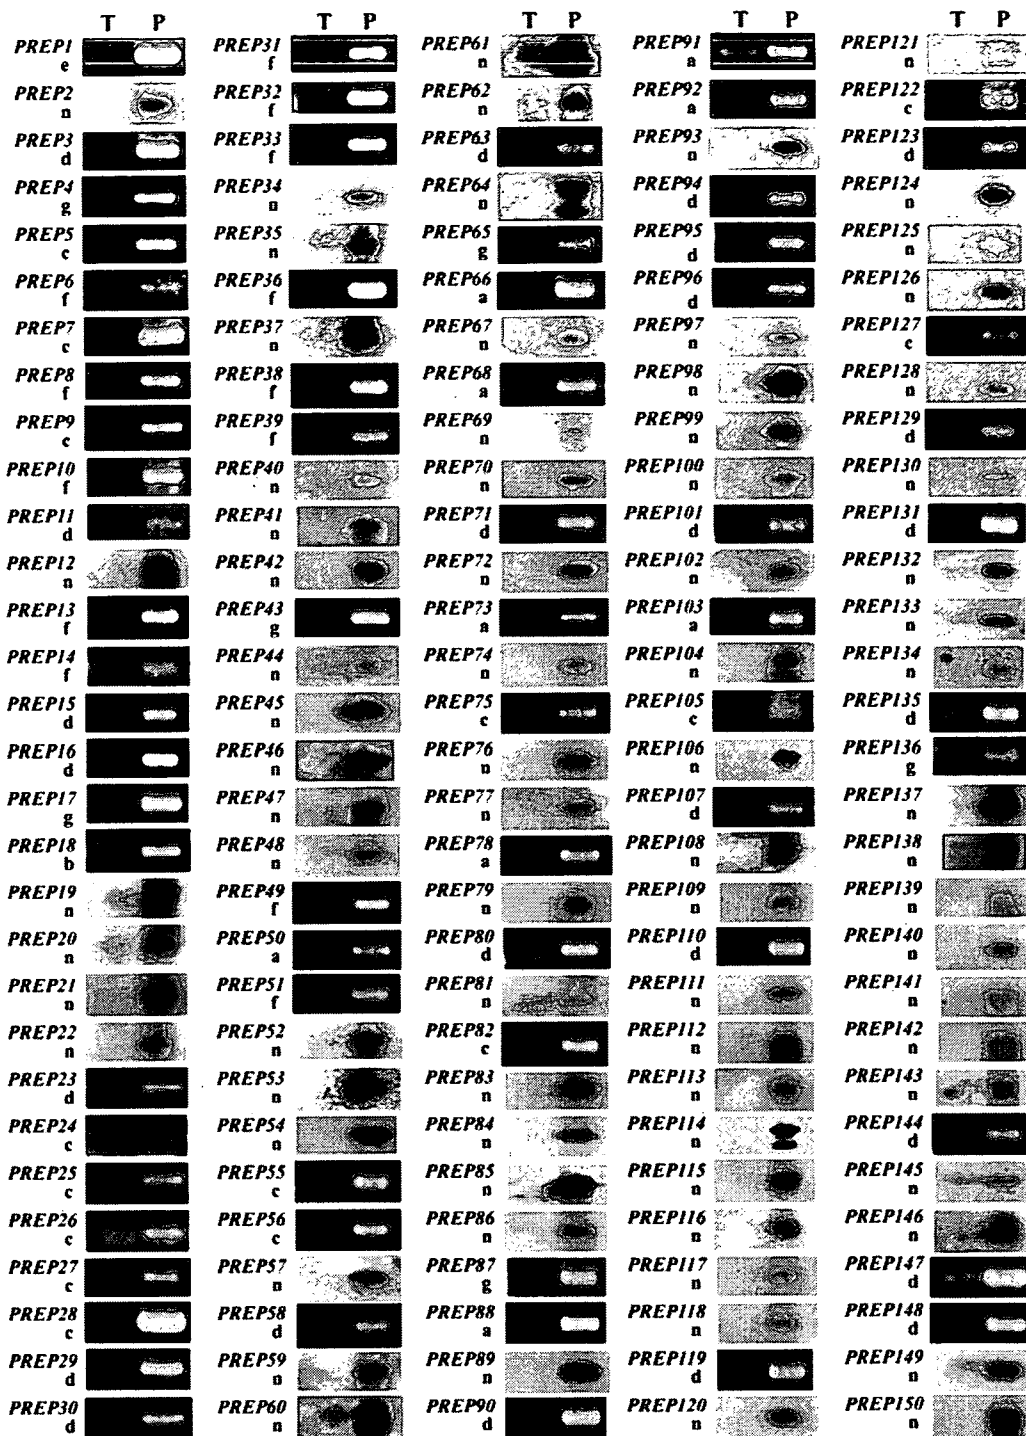 T P T P T P T P T P
PREP1 PREP31 PREP61 PREP91 PREP121
e f n a n
PREP2 PREP32 PREP62 PREP92 PREP122
n f n a c
PREP3 PREP33 PREP63 PREP93 PREP123
d f d n d
PREP4 PREP34 PREP64 PREP94 PREP124
g n n d n
PREP5 PREP35 PREP65 PREP95 PREP125
c n g d n
PREP6 PREP36 PREP66 PREP96 PREP126
f f a d n
PREP7 PREP37 PREP67 PREP97 PREP127
c n n n c
PREP8 PREP38 PREP68 PREP98 PREP128
f f a n n
PREP9 PREP39 PREP69 PREP99 PREP129
c f n n d
PREP10 PREP40 PREP70 PREP100 PREP130
f n n n n
PREP11 PREP41 PREP71 PREP101 PREP131
d n d d d
PREP12 PREP42 PREP72 PREP102 PREP132
n n n n n
PREP13 PREP43 PREP73 PREP103 PREP133
f g a a n
PREP14 PREP44 PREP74 PREP104 PREP134
f n n n n
PREP15 PREP45 PREP75 PREP105 PREP135
d n c c d
PREP16 PREP46 PREP76 PREP106 PREP136
d n n n g
PREP17 PREP47 PREP77 PREP107 PREP137
g n n d n
PREP18 PREP48 PREP78 PREP108 PREP138
b n a n n
PREP19 PREP49 PREP79 PREP109 PREP139
n f n n n
PREP20 PREP50 PREP80 PREP110 PREP140
n a d d n
PREP21 PREP51 PREP81 PREP111 PREP141
n f n n n
PREP22 PREP52 PREP82 PREP112 PREP142
n n c n n
PREP23 PREP53 PREP83 PREP113 PREP143
d n n n n
PREP24 PREP54 PREP84 PREP114 PREP144
c n n n d
PREP25 PREP55 PREP85 PREP115 PREP145
c c n n n
PREP26 PREP56 PREP86 PREP116 PREP146
c c n n n
PREP27 PREP57 PREP87 PREP117 PREP147
c n g n d
PREP28 PREP58 PREP88 PREP118 PREP148
c d a n d
PREP29 PREP59 PREP89 PREP119 PREP149
d n n d n
PREP30 PREP60 PREP90 PREP120 PREP150
d n d n n